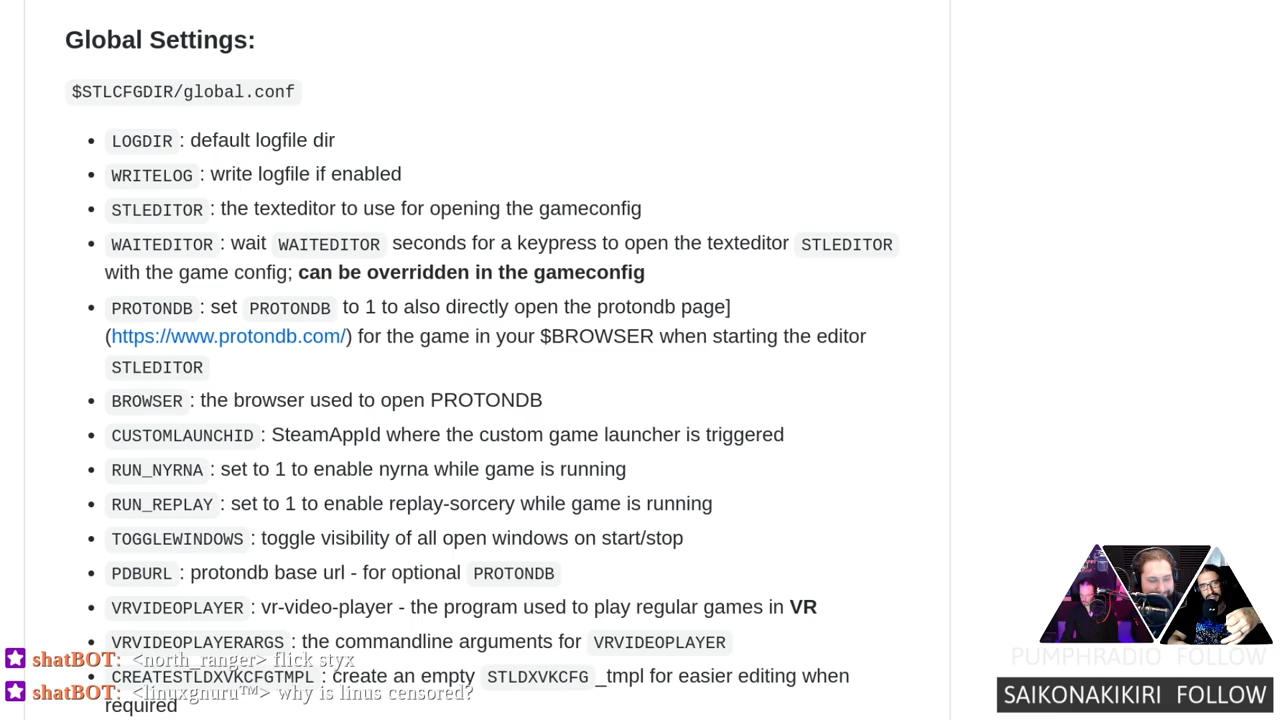 Global Settings:
$STLCFGDIR/global.conf
• LOGDIR : default logfile dir
• WRITELOG : write logfile if enabled
• STLEDITOR : the texteditor to use for opening the gameconfig
• WAITEDITOR : wait WAITEDITOR seconds for a keypress to open the texteditor STLEDITOR
with the game config; can be overridden in the gameconfig
• PROTONDB : set PROTONDB to 1 to also directly open the protondb page]
(https://www.protondb.com/) for the game in your $BROWSER when starting the editor
STLEDITOR
• BROWSER : the browser used to open PROTONDB
• CUSTOMLAUNCHID : SteamAppId where the custom game launcher is triggered
• RUN_NYRNA : set to 1 to enable nyrna while game is running
• RUN_REPLAY : set to 1 to enable replay-sorcery while game is running
• TOGGLEWINDOWS : toggle visibility of all open windows on start/stop
• PDBURL : protondb base url - for optional PROTONDB
• VRVIDEOPLAYER : vr-video-player - the program used to play regular games in VR
• VRVIDEOPLAYERARGS : the commandline arguments for VRVIDEOPLAYER
shatBOT: <north_ranger> flick styx
• CREATESTLDXVKCFGTMPL : create an empty STLDXVKCFG _tmpl for easier editing when
required
shatBOT: <linuxgnuru™> why is linus censored?
PUMPHRADIO FOLLOW
SAIKONAKIKIRI FOLLOW